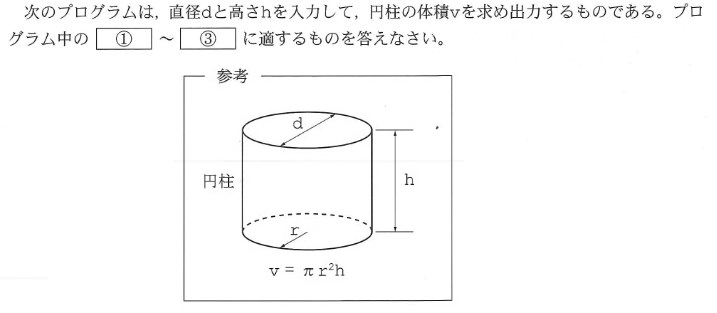 次のプログラムは，直径dと高さhを入力して，円柱の体積vを求め出力するものである。プロ
グラム中の ① ～ ③ に適するものを答えなさい。
参考
d
円柱
h
r
v = πr²h